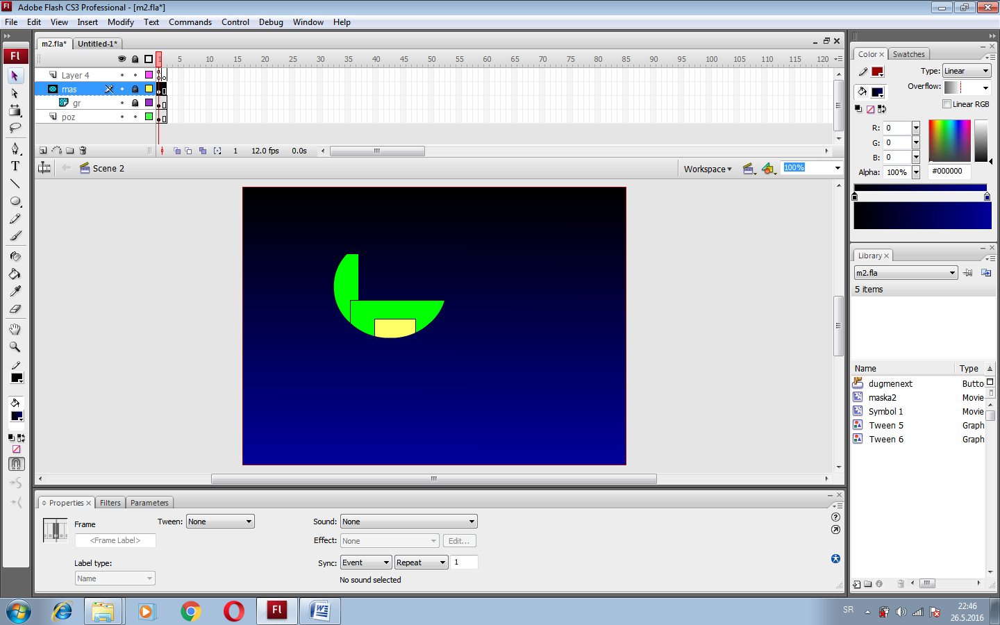 Fl Adobe Flash CS3 Professional - [m2.fla*]
File Edit View Insert Modify Text Commands Control Debug Window Help
m2.fla* Untitled-1*
1 5 10 15 20 25 30 35 40 45 50 55 60 65 70 75 80 85 90 95 100 105 110 115 120
Layer 4
mas
gr
poz
1 12.0 fps 0.0s
Scene 2
Workspace
100%
Fl
T
Color Swatches
Type: Linear
Overflow:
Linear RGB
R: 0
G: 0
B: 0
Alpha: 100% #000000
Library
m2.fla
5 items
Name Type
dugmenext Butto
maska2 Movie
Symbol 1 Movie
Tween 5 Graph
Tween 6 Graph
Properties Filters Parameters
Frame
<Frame Label>
Label type:
Name
Tween: None
Sound: None
Effect: None Edit...
Sync: Event Repeat 1
No sound selected
Fl
W
SR
22:46
26.5.2016